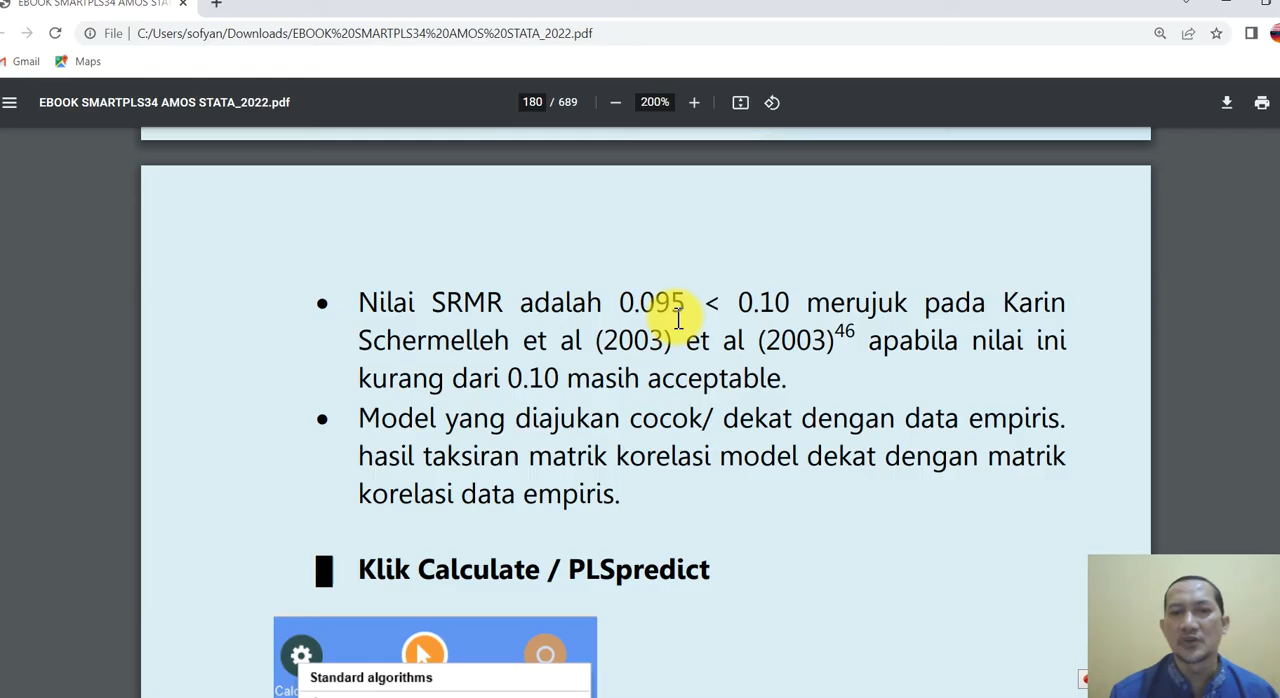 EBOOK SMARTPLS34 AMOS STAT
File | C:/Users/sofyan/Downloads/EBOOK%20SMARTPLS34%20AMOS%20STATA_2022.pdf
Gmail Maps
EBOOK SMARTPLS34 AMOS STATA_2022.pdf 180 / 689 200%
• Nilai SRMR adalah 0.095 < 0.10 merujuk pada Karin
Schermelleh et al (2003) et al (2003)46 apabila nilai ini
kurang dari 0.10 masih acceptable.
• Model yang diajukan cocok/ dekat dengan data empiris.
hasil taksiran matrik korelasi model dekat dengan matrik
korelasi data empiris.
Klik Calculate / PLSpredict
Standard algorithms